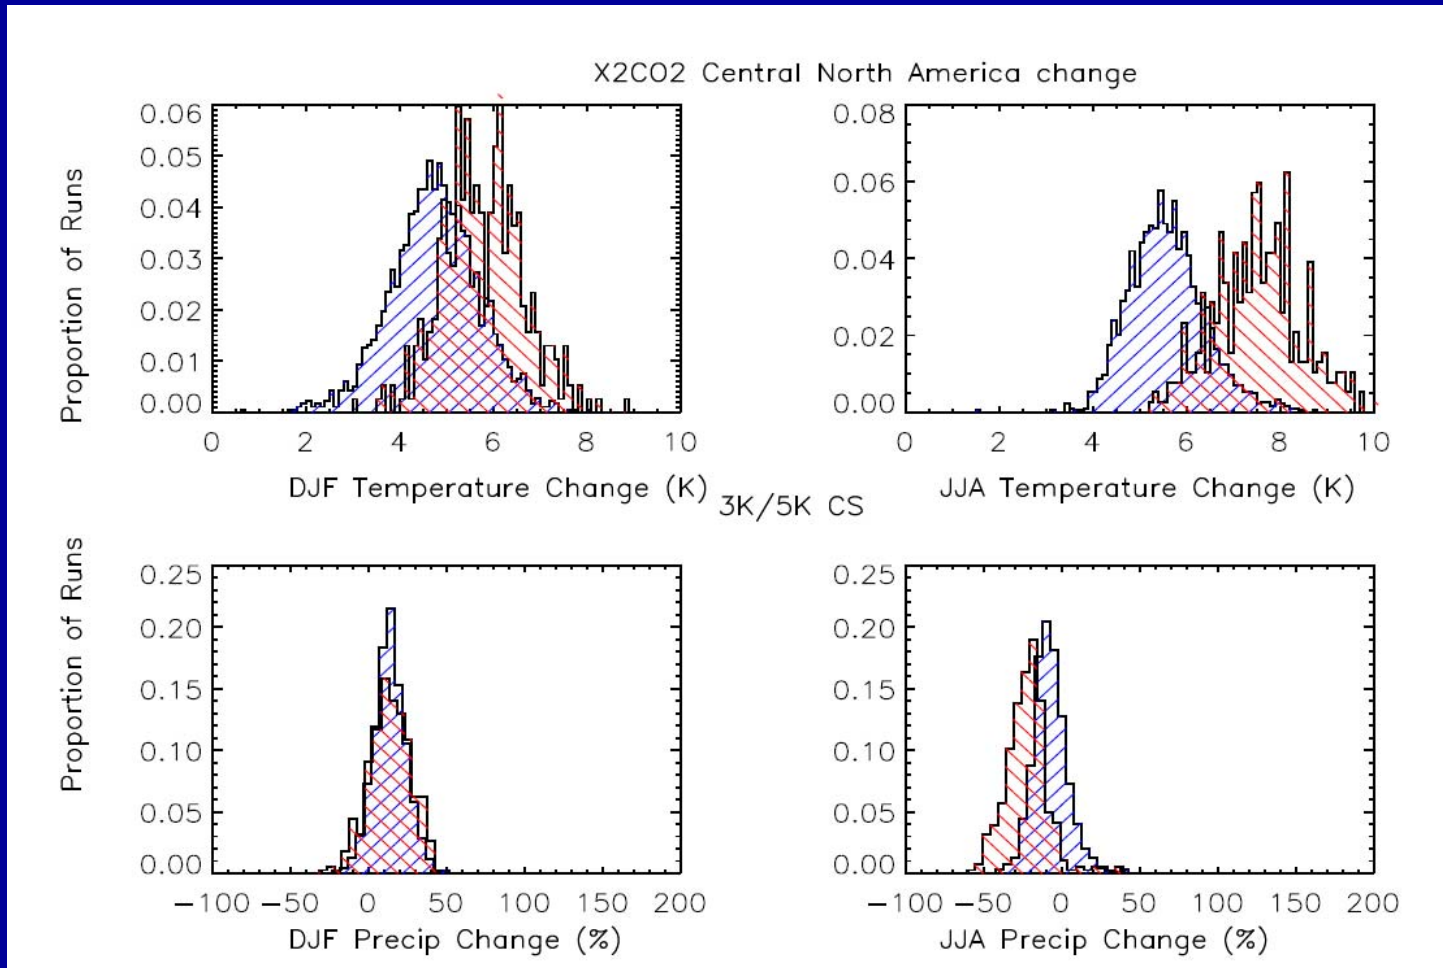 X2CO2 Central North America change
Proportion of Runs
0.06
0.05
0.04
0.03
0.02
0.01
0.00
0 2 4 6 8 10
DJF Temperature Change (K)
0.08
0.06
0.04
0.02
0.00
0 2 4 6 8 10
JJA Temperature Change (K)
3K/5K CS
Proportion of Runs
0.25
0.20
0.15
0.10
0.05
0.00
−100 −50 0 50 100 150 200
DJF Precip Change (%)
0.25
0.20
0.15
0.10
0.05
0.00
−100 −50 0 50 100 150 200
JJA Precip Change (%)